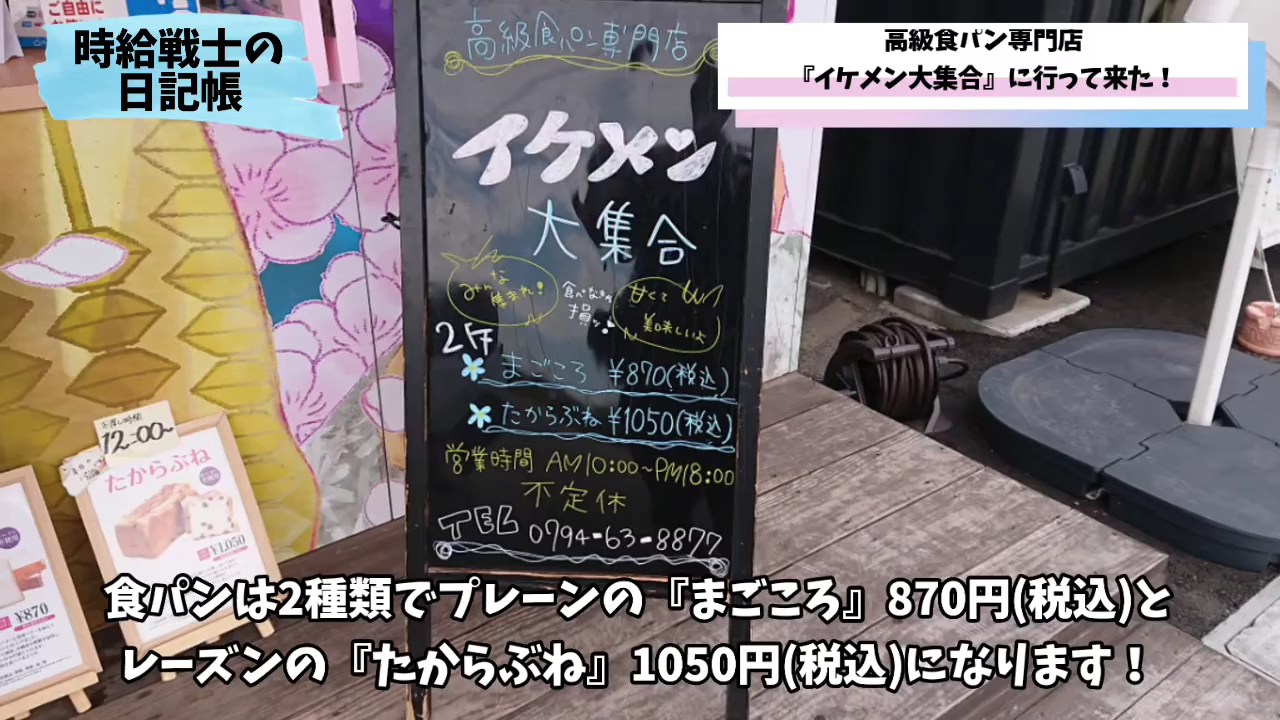 時給戦士の
日記帳
高級食パン専門店
『イケメン大集合』に行って来た！
ご自由に
高級食パン専門店
イケメン
大集合
みんな
集まれ！
食べなきゃ
損ッ
甘くて
美味しいよ
まごころ ¥870(税込)
たからぶね ¥1050(税込)
営業時間 AM10:00~PM18:00
不定休
TEL 0794-63-8877
12:00~
たからぶね
¥1,050
¥870
食パンは2種類でプレーンの『まごころ』870円(税込)と
レーズンの『たからぶね』1050円(税込)になります！